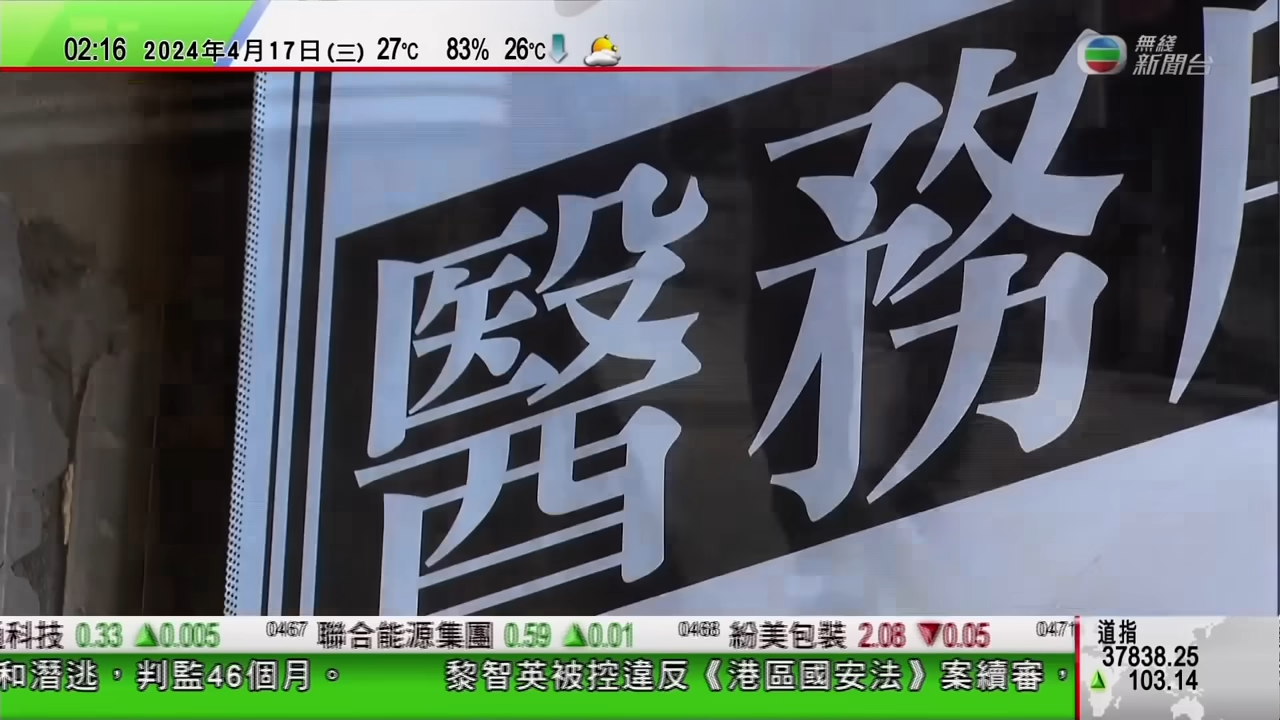 02:16 2024年4月17日(三) 27℃ 83% 26℃
無綫
新聞台
醫務
科技 0.33 ▲0.005 0467 聯合能源集團 0.59 ▲0.01 0468 紛美包裝 2.08 ▼0.05 0471
和潛逃，判監46個月。 黎智英被控違反《港區國安法》案續審，
道指
37838.25
▲ 103.14